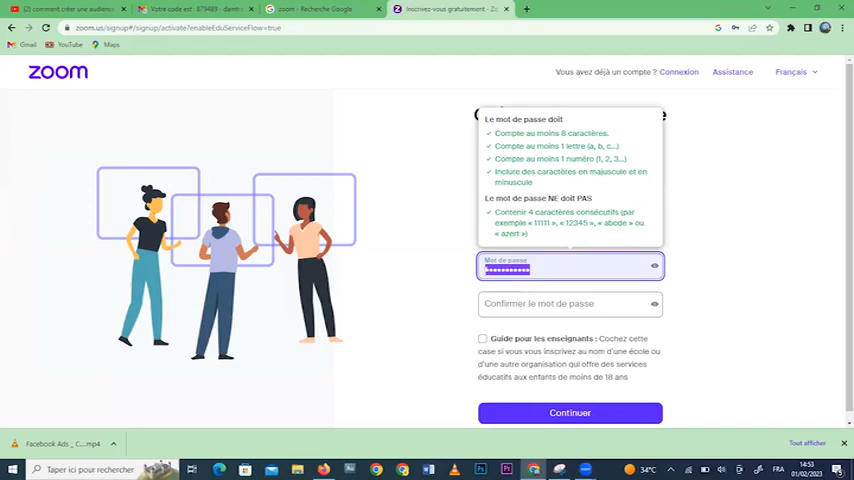 (2) comment créer une audience
Votre code est : 879489 - damtr
zoom - Recherche Google
Inscrivez-vous gratuitement - Zo
zoom.us/signup#/signup/activate?enableEduServiceFlow=true
Gmail
YouTube
Maps
zoom
Vous avez déjà un compte ? Connexion
Assistance
Français
Le mot de passe doit
Compte au moins 8 caractères.
Compte au moins 1 lettre (a, b, c...)
Compte au moins 1 numéro (1, 2, 3...)
Inclure des caractères en majuscule et en
minuscule
Le mot de passe NE doit PAS
Contenir 4 caractères consécutifs (par
exemple « 11111 », « 12345 », « abcde » ou
« azert »)
Mot de passe
Confirmer le mot de passe
Guide pour les enseignants : Cochez cette
case si vous vous inscrivez au nom d'une école ou
d'une autre organisation qui offre des services
éducatifs aux enfants de moins de 18 ans
Continuer
Facebook Ads _ C....mp4
Tout afficher
Taper ici pour rechercher
34°C
FRA
14:53
01/02/2023